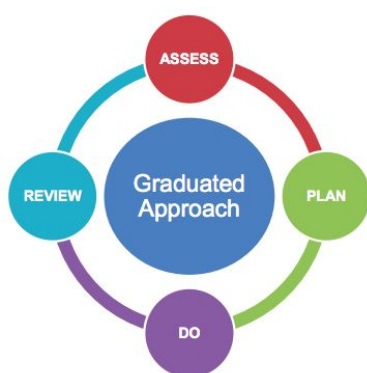 ASSESS
Graduated
Approach
REVIEW
PLAN
DO